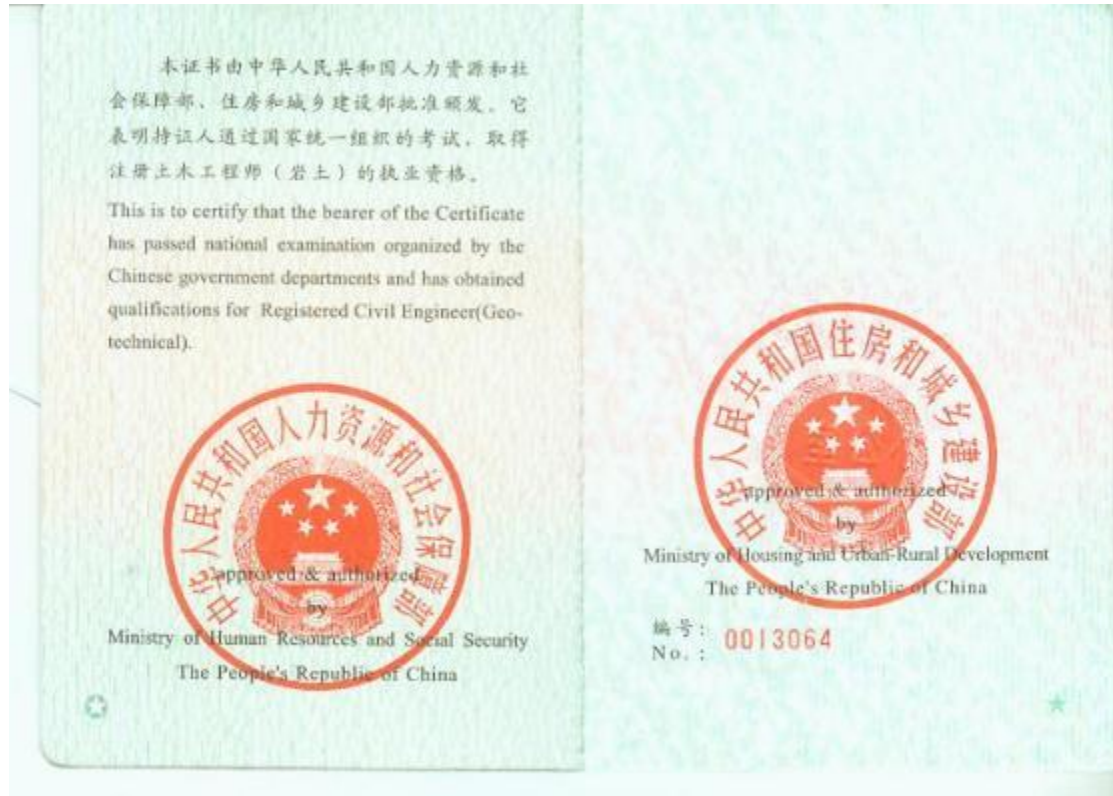 本证书由中华人民共和国人力资源和社
会保障部、住房和城乡建设部批准颁发。它
表明持证人通过国家统一组织的考试，取得
注册土木工程师（岩土）的执业资格。
This is to certify that the bearer of the Certificate
has passed national examination organized by the
Chinese government departments and has obtained
qualifications for Registered Civil Engineer(Geo-
technical).
中华人民共和国人力资源和社会保障部
approved & authorized
by
Ministry of Human Resources and Social Security
The People's Republic of China
中华人民共和国住房和城乡建设部
approved & authorized
by
Ministry of Housing and Urban-Rural Development
The People's Republic of China
编号：
No.：
0013064